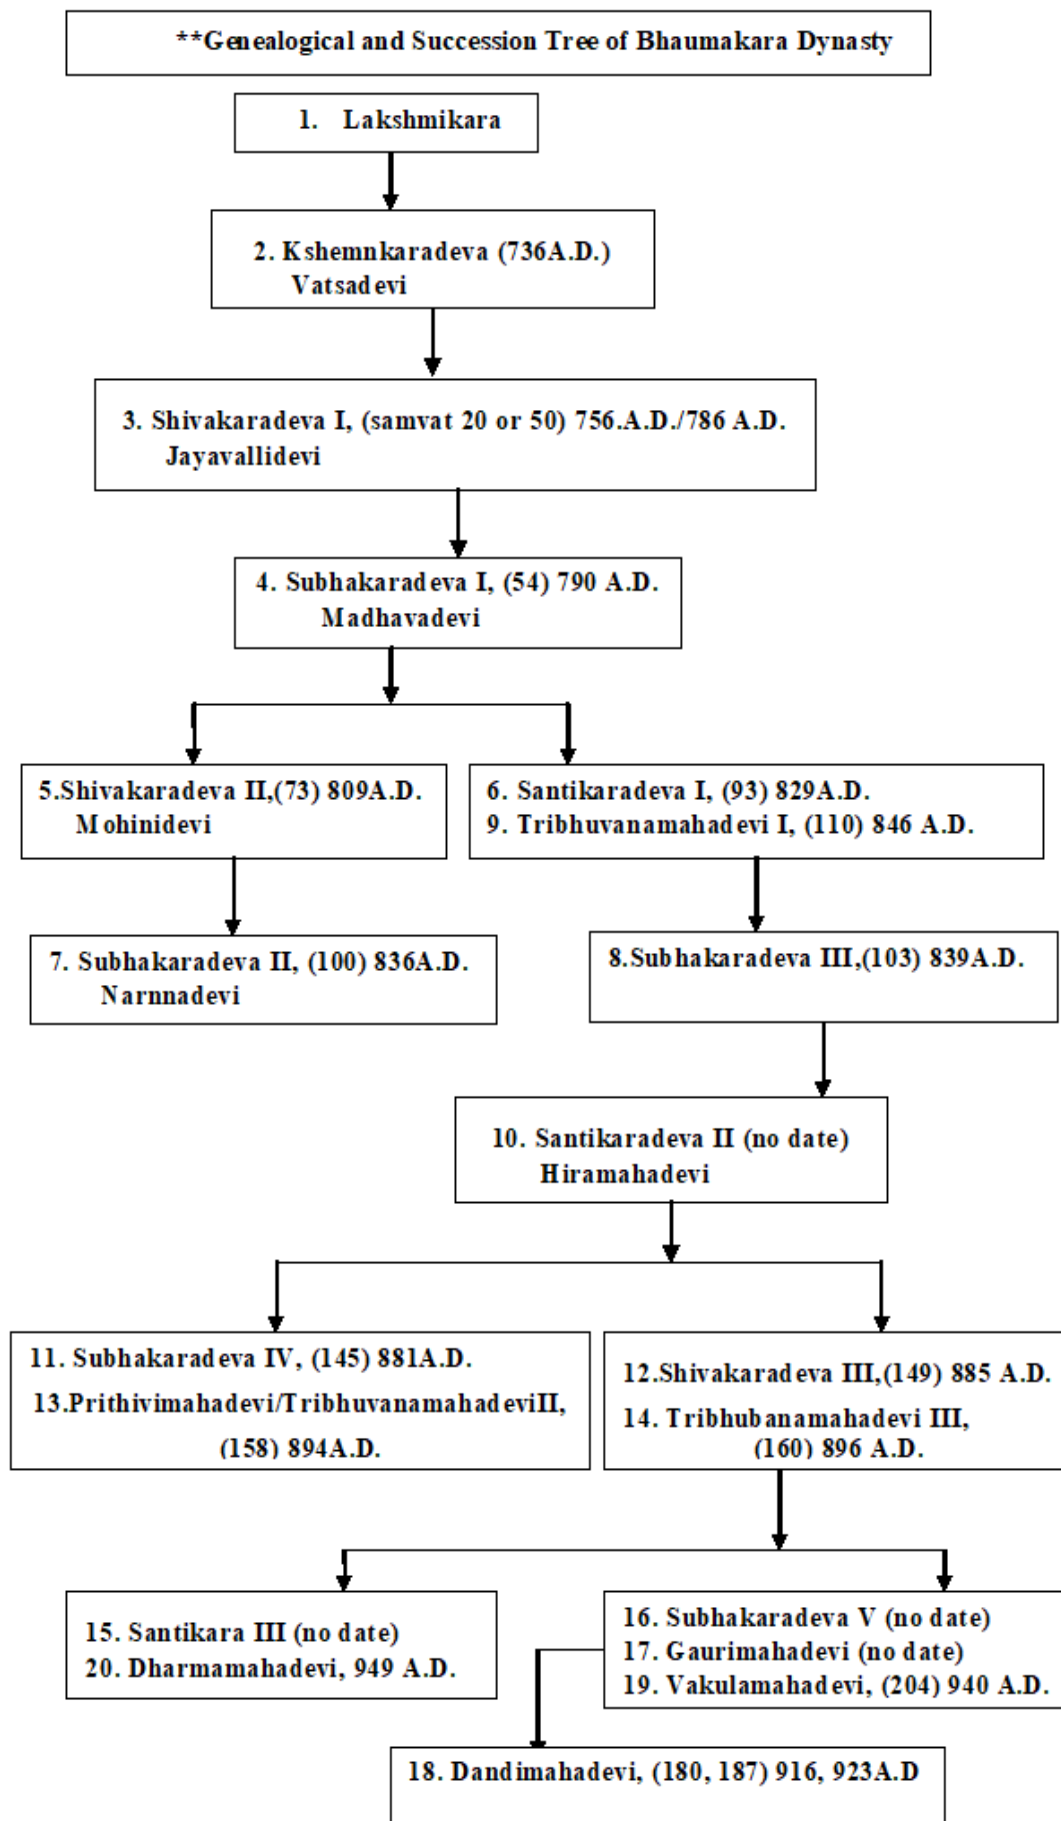 **Genealogical and Succession Tree of Bhaumakara Dynasty
1. Lakshmikara
2. Kshemnkaradeva (736A.D.)
Vatsadevi
3. Shivakaradeva I, (samvat 20 or 50) 756.A.D./786 A.D.
Jayavallidevi
4. Subhakaradeva I, (54) 790 A.D.
Madhavadevi
5.Shivakaradeva II,(73) 809A.D.
Mohinidevi
6. Santikaradeva I, (93) 829A.D.
9. Tribhuvanamahadevi I, (110) 846 A.D.
7. Subhakaradeva II, (100) 836A.D.
Narnnadevi
8.Subhakaradeva III,(103) 839A.D.
10. Santikaradeva II (no date)
Hiramahadevi
11. Subhakaradeva IV, (145) 881A.D.
13.Prithivimahadevi/TribhuvanamahadeviII,
(158) 894A.D.
12.Shivakaradeva III,(149) 885 A.D.
14. Tribhubanamahadevi III,
(160) 896 A.D.
15. Santikara III (no date)
20. Dharmamahadevi, 949 A.D.
16. Subhakaradeva V (no date)
17. Gaurimahadevi (no date)
19. Vakulamahadevi, (204) 940 A.D.
18. Dandimahadevi, (180, 187) 916, 923A.D